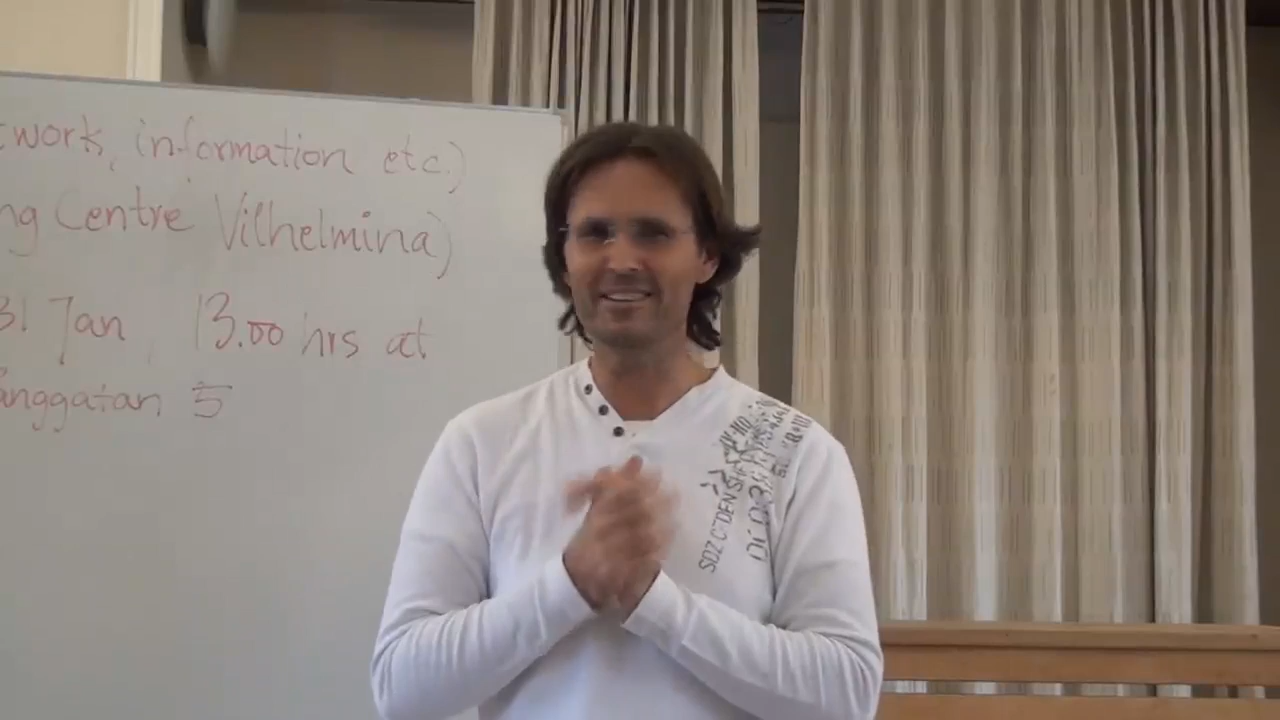 work, information etc.)
ng Centre Vilhelmina)
31 Jan, 13.00 hrs at
anggatan 5